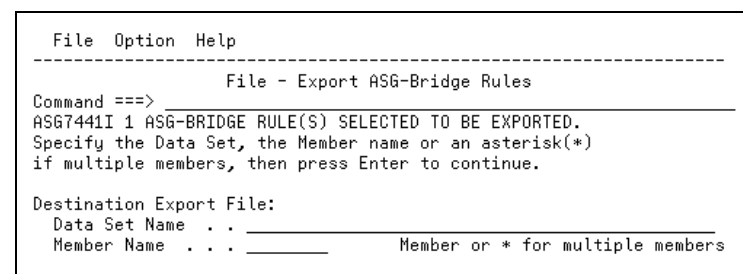 File Option Help
File - Export ASG-Bridge Rules
Command ===>
ASG7441I 1 ASG-BRIDGE RULE(S) SELECTED TO BE EXPORTED.
Specify the Data Set, the Member name or an asterisk(*)
if multiple members, then press Enter to continue.
Destination Export File:
Data Set Name . .
Member Name . . . Member or * for multiple members